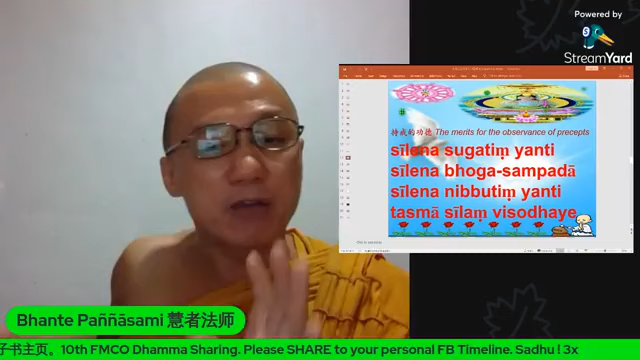 Powered by
StreamYard
持戒的功德 The merits for the observance of precepts
sīlena sugatiṃ yanti
sīlena bhoga-sampadā
sīlena nibbutiṃ yanti
tasmā sīlaṃ visodhaye
Bhante Paññāsami 慧者法师
子书主页。10th FMCO Dhamma Sharing. Please SHARE to your personal FB Timeline. Sadhu ! 3x